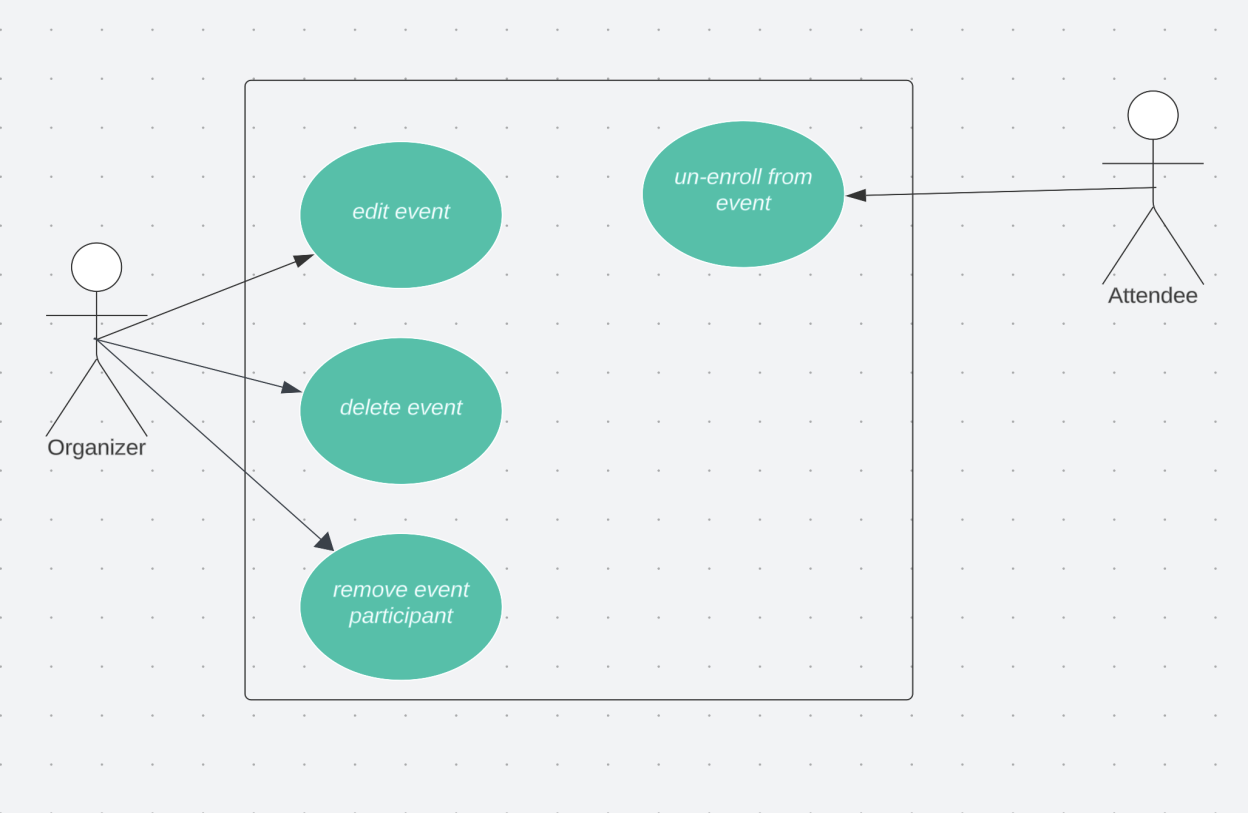 edit event
un-enroll from
event
Attendee
delete event
Organizer
remove event
participant